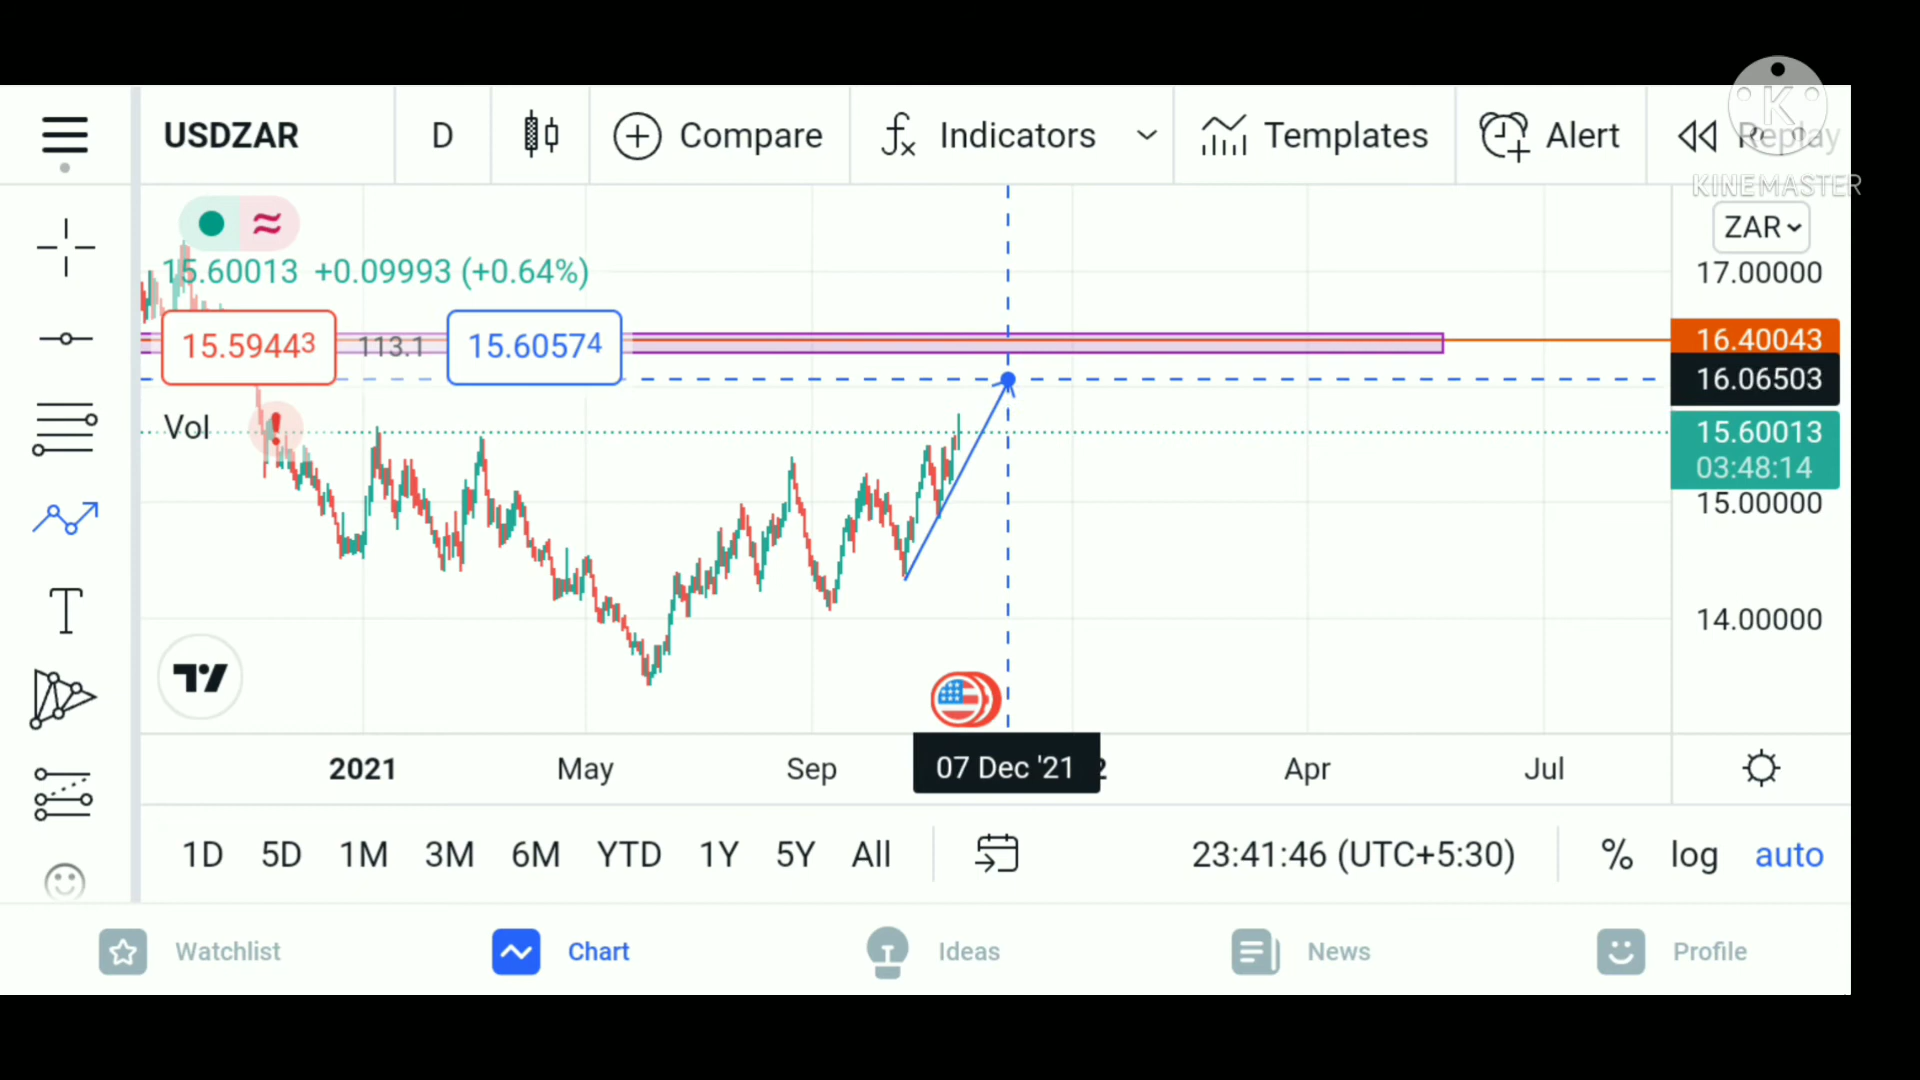 USDZAR D Compare Indicators Templates Alert Replay
K
KINEMASTER
ZAR
15.60013 +0.09993 (+0.64%)
17.00000
15.59443 113.1 15.60574
16.40043
16.06503
Vol
15.60013
03:48:14
15.00000
14.00000
2021 May Sep 07 Dec '21 2 Apr Jul
1D 5D 1M 3M 6M YTD 1Y 5Y All 23:41:46 (UTC+5:30) % log auto
Watchlist Chart Ideas News Profile